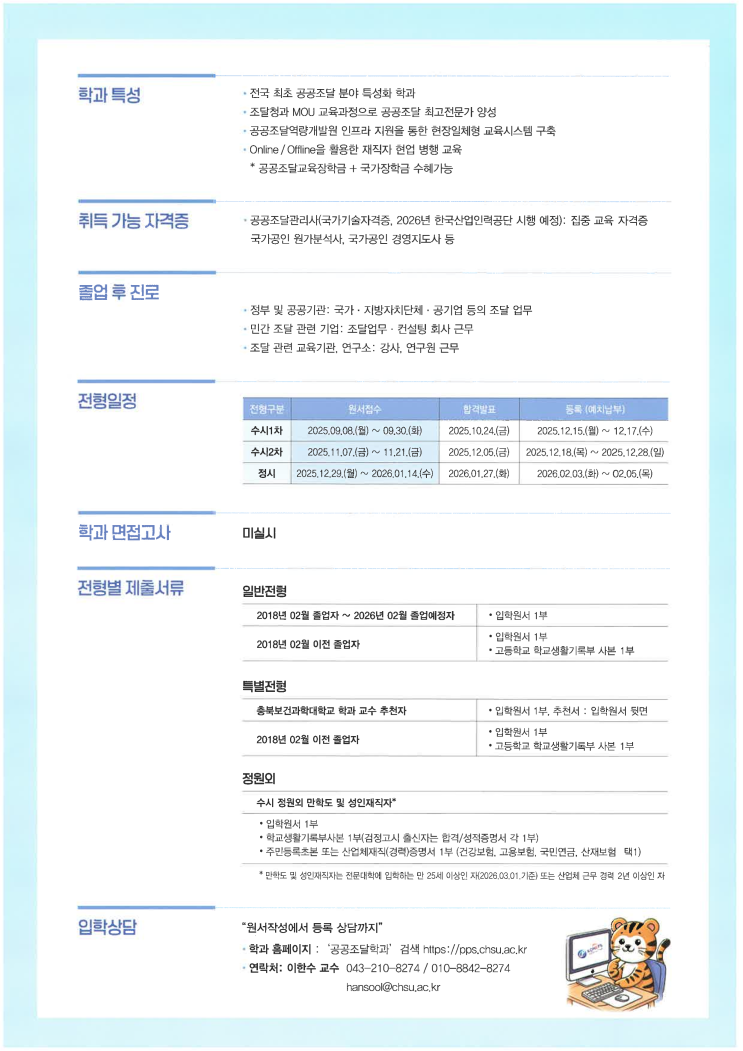 학과 특성
• 전국 최초 공공조달 분야 특성화 학과
• 조달청과 MOU 교육과정으로 공공조달 최고전문가 양성
• 공공조달역량개발원 인프라 지원을 통한 현장일체형 교육시스템 구축
• Online / Offline을 활용한 재직자 현업 병행 교육
* 공공조달교육장학금 + 국가장학금 수혜가능
취득 가능 자격증
• 공공조달관리사(국가기술자격증, 2026년 한국산업인력공단 시행 예정): 집중 교육 자격증
국가공인 원가분석사, 국가공인 경영지도사 등
졸업 후 진로
• 정부 및 공공기관: 국가 · 지방자치단체 · 공기업 등의 조달 업무
• 민간 조달 관련 기업: 조달업무 · 컨설팅 회사 근무
• 조달 관련 교육기관, 연구소: 강사, 연구원 근무
전형일정
전형구분 원서접수 합격발표 등록 (예치납부)
수시1차 2025.09.08.(월) ~ 09.30.(화) 2025.10.24.(금) 2025.12.15.(월) ~ 12.17.(수)
수시2차 2025.11.07.(금) ~ 11.21.(금) 2025.12.05.(금) 2025.12.18.(목) ~ 2025.12.28.(일)
정시 2025.12.29.(월) ~ 2026.01.14.(수) 2026.01.27.(화) 2026.02.03.(화) ~ 02.05.(목)
학과 면접고사
미실시
전형별 제출서류
일반전형
2018년 02월 졸업자 ~ 2026년 02월 졸업예정자 • 입학원서 1부
2018년 02월 이전 졸업자 • 입학원서 1부
• 고등학교 학교생활기록부 사본 1부
특별전형
충북보건과학대학교 학과 교수 추천자 • 입학원서 1부, 추천서 : 입학원서 뒷면
2018년 02월 이전 졸업자 • 입학원서 1부
• 고등학교 학교생활기록부 사본 1부
정원외
수시 정원외 만학도 및 성인재직자*
• 입학원서 1부
• 학교생활기록부사본 1부(검정고시 출신자는 합격/성적증명서 각 1부)
• 주민등록초본 또는 산업체재직(경력)증명서 1부 (건강보험, 고용보험, 국민연금, 산재보험 택1)
* 만학도 및 성인재직자는 전문대학에 입학하는 만 25세 이상인 자(2026.03.01.기준) 또는 산업체 근무 경력 2년 이상인 자
입학상담
“원서작성에서 등록 상담까지”
• 학과 홈페이지 : ‘공공조달학과’ 검색 https://pps.chsu.ac.kr
• 연락처: 이한수 교수 043-210-8274 / 010-8842-8274
hansool@chsu.ac.kr